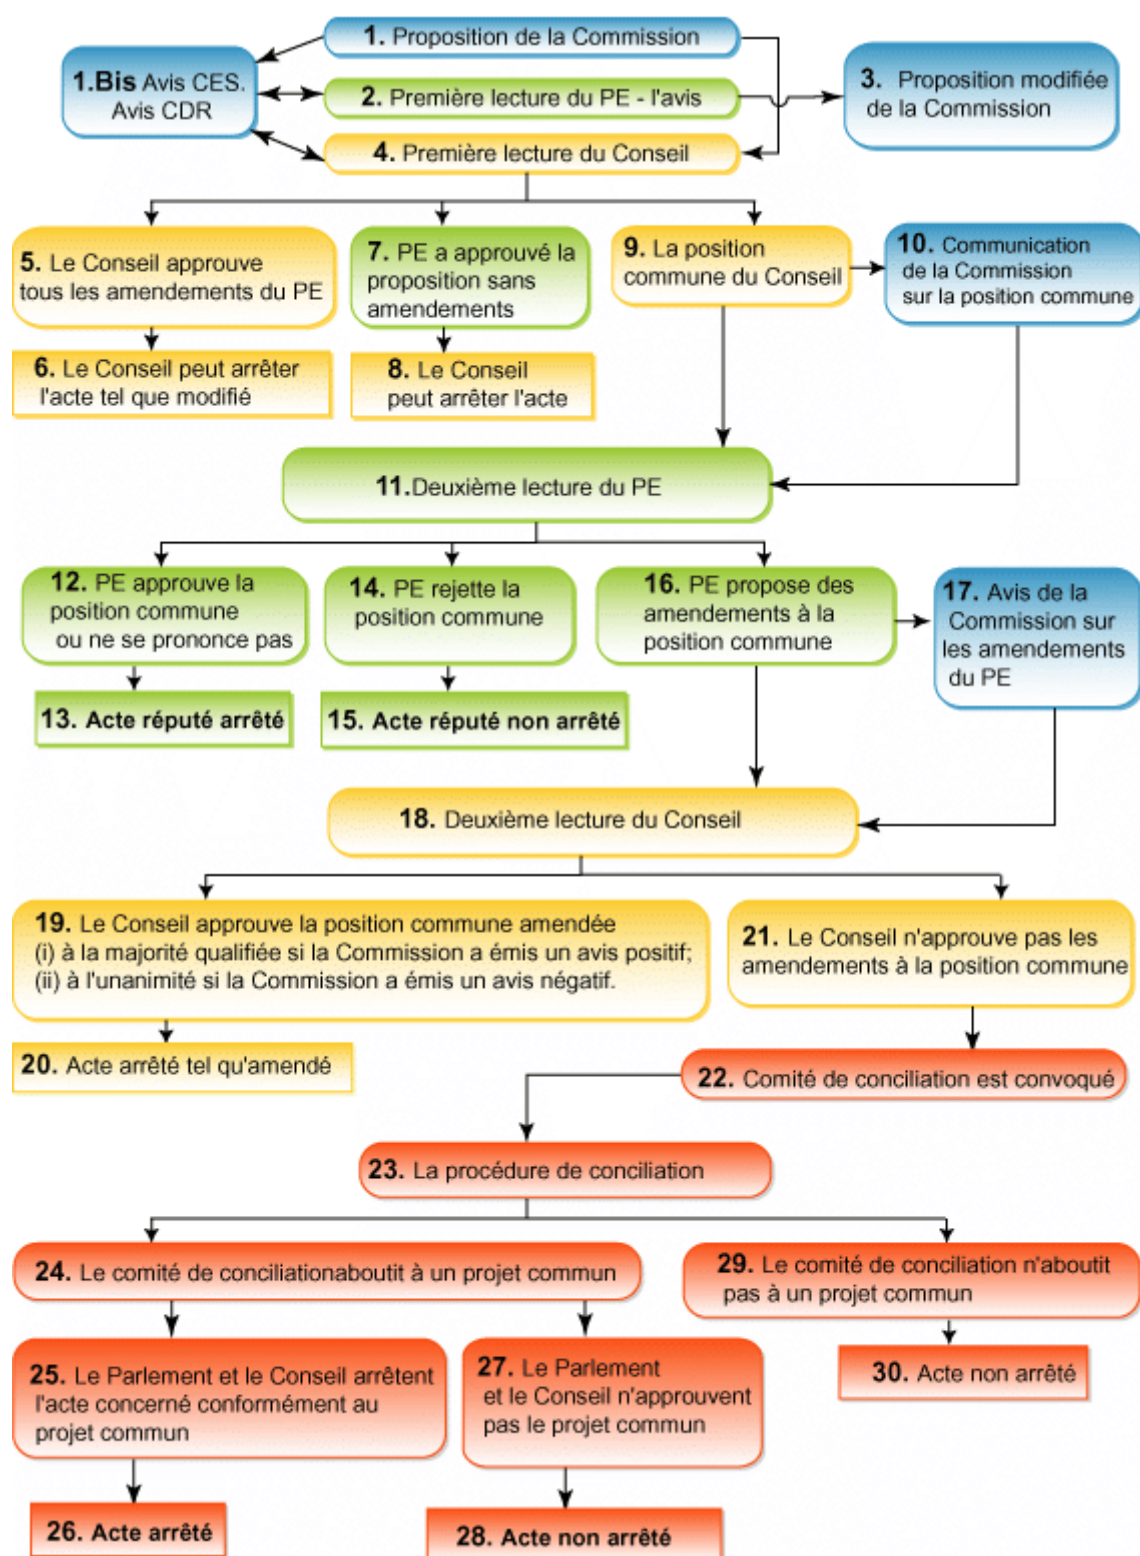 1. Proposition de la Commission
1.Bis Avis CES.
Avis CDR
2. Première lecture du PE - l'avis
3. Proposition modifiée
de la Commission
4. Première lecture du Conseil
5. Le Conseil approuve
tous les amendements du PE
7. PE a approuvé la
proposition sans
amendements
9. La position
commune du Conseil
10. Communication
de la Commission
sur la position commune
6. Le Conseil peut arrêter
l'acte tel que modifié
8. Le Conseil
peut arrêter l'acte
11.Deuxième lecture du PE
12. PE approuve la
position commune
ou ne se prononce pas
14. PE rejette la
position commune
16. PE propose des
amendements à la
position commune
17. Avis de la
Commission sur
les amendements
du PE
13. Acte réputé arrêté
15. Acte réputé non arrêté
18. Deuxième lecture du Conseil
19. Le Conseil approuve la position commune amendée
(i) à la majorité qualifiée si la Commission a émis un avis positif;
(ii) à l'unanimité si la Commission a émis un avis négatif.
21. Le Conseil n'approuve pas les
amendements à la position commune
20. Acte arrêté tel qu'amendé
22. Comité de conciliation est convoqué
23. La procédure de conciliation
24. Le comité de conciliationaboutit à un projet commun
29. Le comité de conciliation n'aboutit
pas à un projet commun
25. Le Parlement et le Conseil arrêtent
l'acte concerné conformément au
projet commun
27. Le Parlement
et le Conseil n'approuvent
pas le projet commun
30. Acte non arrêté
26. Acte arrêté
28. Acte non arrêté